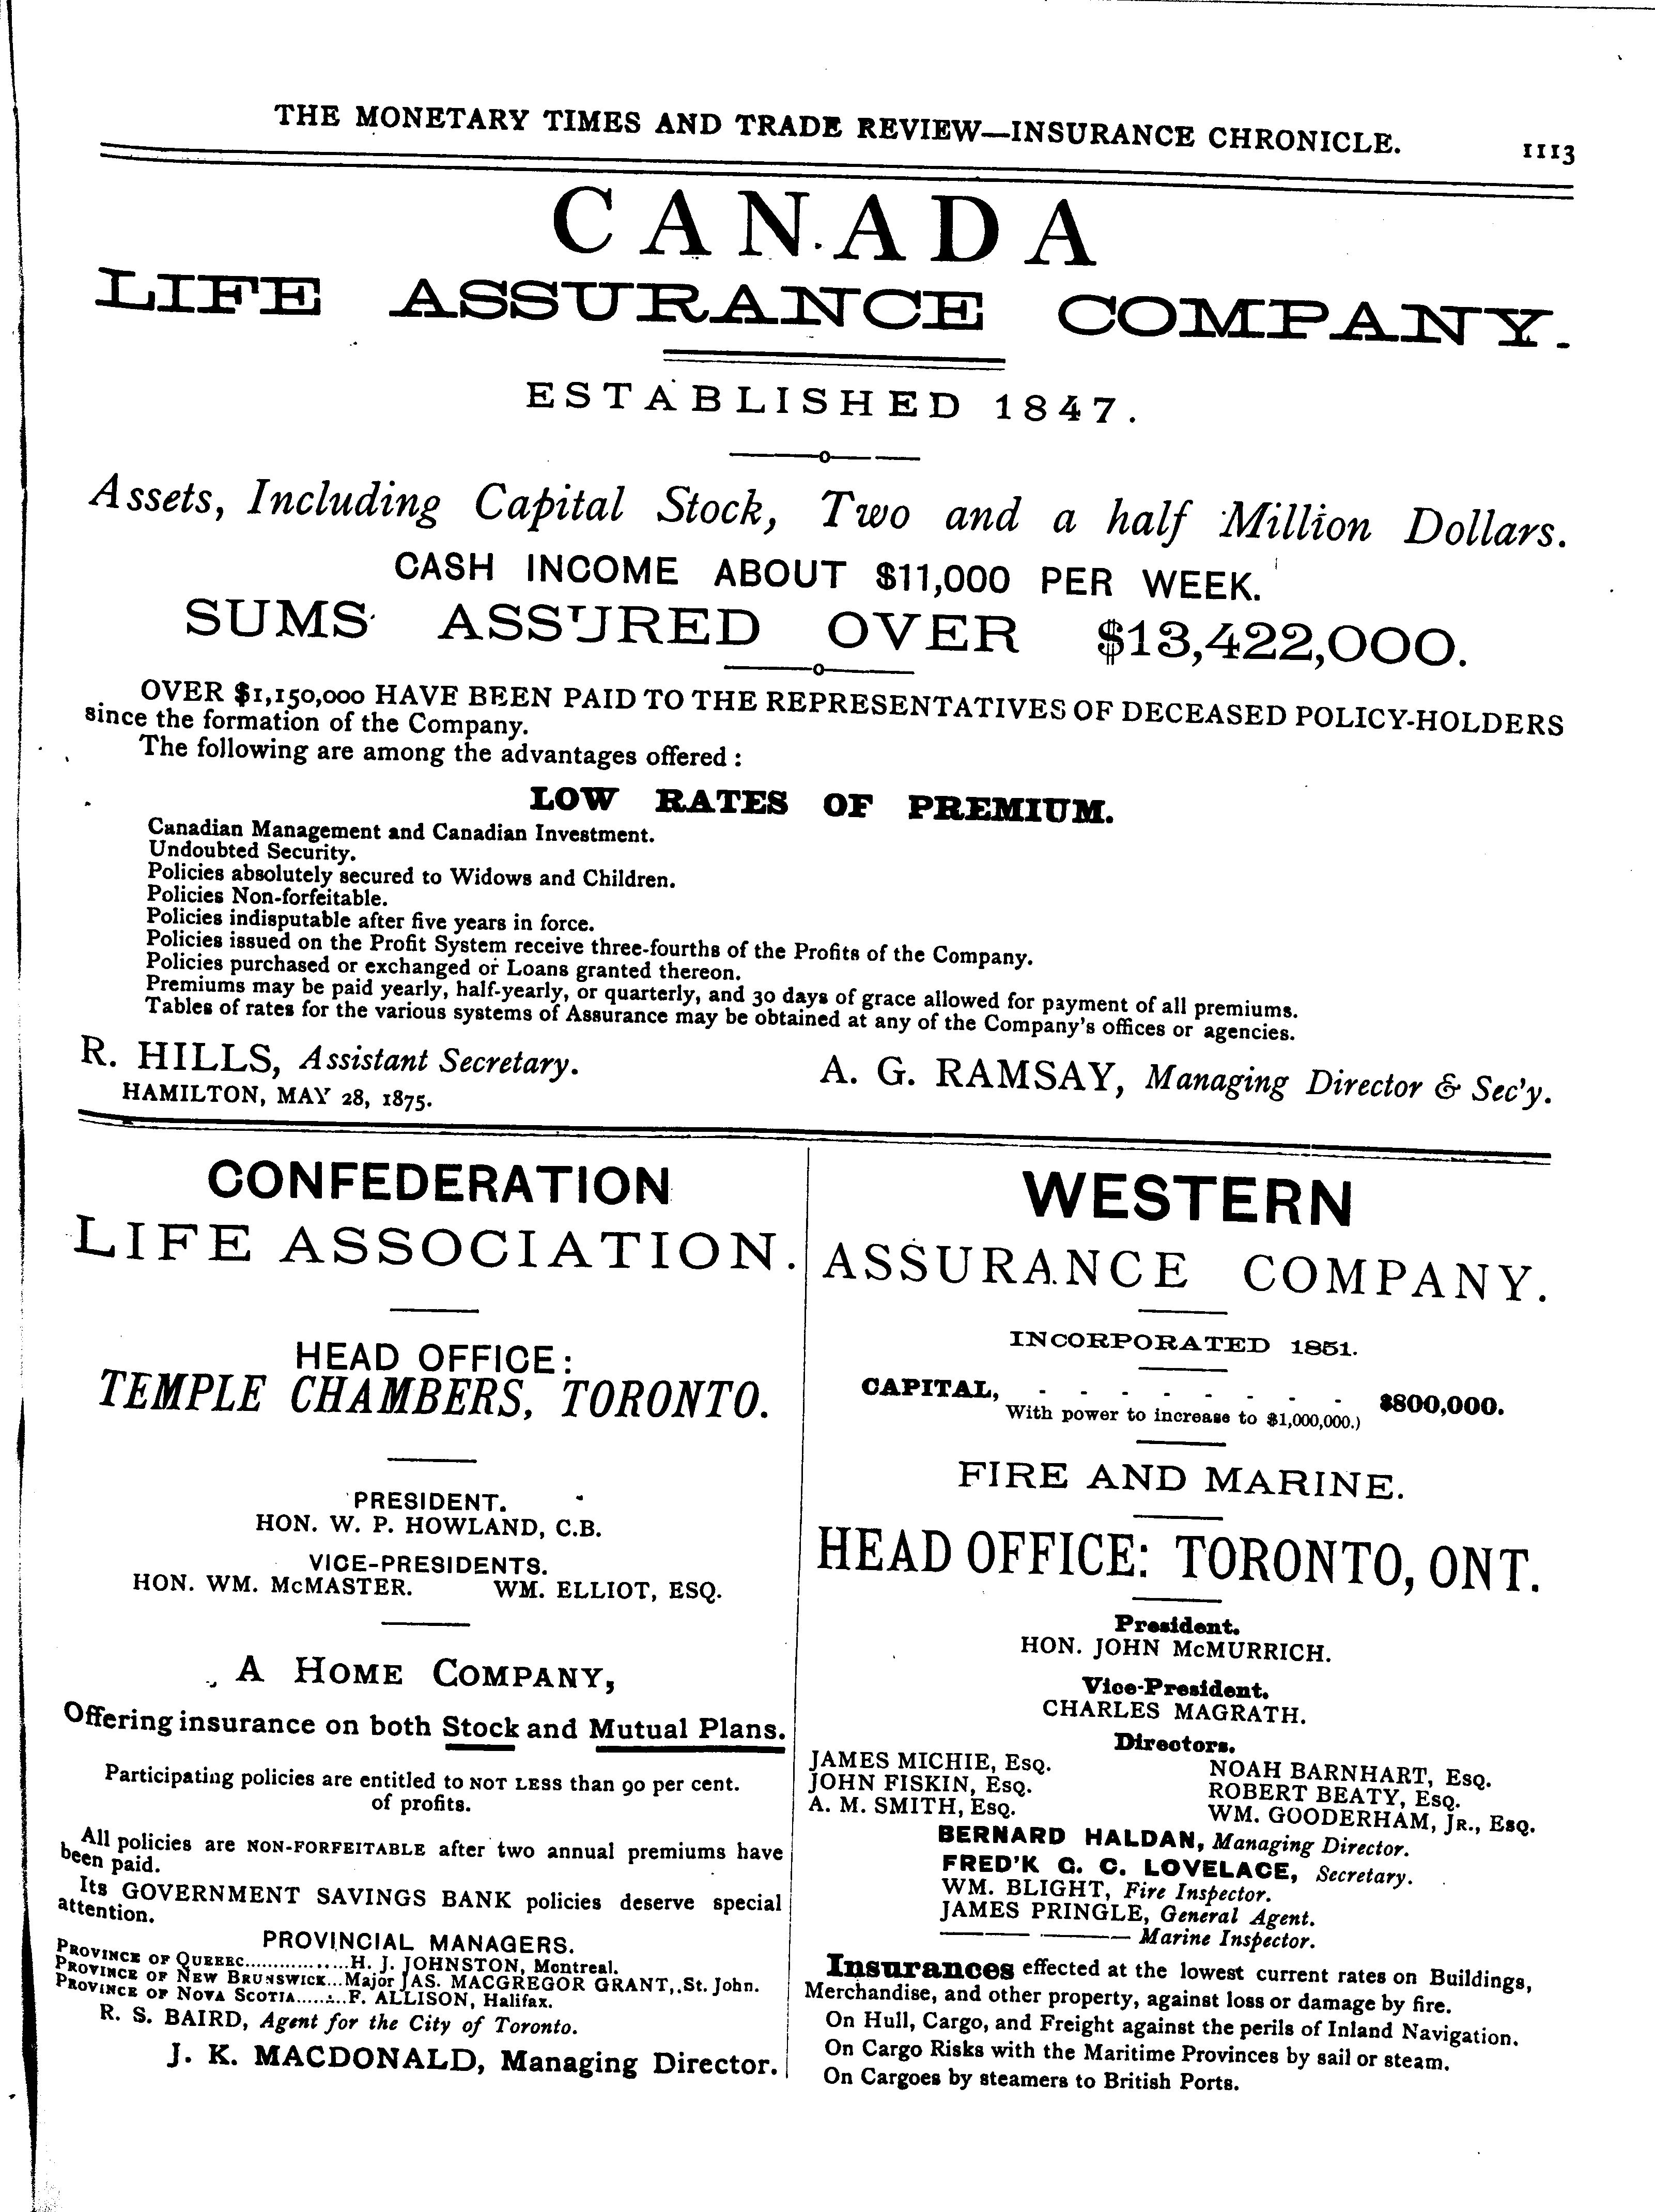 THE MONETARY TIMES AND TRADE REVIEW—INSURANCE CHRONICLE. 1113
CANADA
LIFE ASSURANCE COMPANY.
ESTABLISHED 1847.
Assets, Including Capital Stock, Two and a half Million Dollars.
CASH INCOME ABOUT $11,000 PER WEEK.
SUMS ASSURED OVER $13,422,000.
OVER $1,150,000 HAVE BEEN PAID TO THE REPRESENTATIVES OF DECEASED POLICY-HOLDERS
since the formation of the Company.
The following are among the advantages offered :
LOW RATES OF PREMIUM.
Canadian Management and Canadian Investment.
Undoubted Security.
Policies absolutely secured to Widows and Children.
Policies Non-forfeitable.
Policies indisputable after five years in force.
Policies issued on the Profit System receive three-fourths of the Profits of the Company.
Policies purchased or exchanged or Loans granted thereon.
Premiums may be paid yearly, half-yearly, or quarterly, and 30 days of grace allowed for payment of all premiums.
Tables of rates for the various systems of Assurance may be obtained at any of the Company's offices or agencies.
R. HILLS, Assistant Secretary. A. G. RAMSAY, Managing Director & Sec'y.
HAMILTON, MAY 28, 1875.
CONFEDERATION
LIFE ASSOCIATION.
HEAD OFFICE:
TEMPLE CHAMBERS, TORONTO.
PRESIDENT.
HON. W. P. HOWLAND, C.B.
VICE-PRESIDENTS.
HON. WM. McMASTER. WM. ELLIOT, ESQ.
A HOME COMPANY,
Offering insurance on both Stock and Mutual Plans.
Participating policies are entitled to NOT LESS than 90 per cent.
of profits.
All policies are NON-FORFEITABLE after two annual premiums have
been paid.
Its GOVERNMENT SAVINGS BANK policies deserve special
attention.
PROVINCIAL MANAGERS.
PROVINCE OF QUEBEC..................H. J. JOHNSTON, Montreal.
PROVINCE OF NEW BRUNSWICK...Major JAS. MACGREGOR GRANT, St. John.
PROVINCE OF NOVA SCOTIA........F. ALLISON, Halifax.
R. S. BAIRD, Agent for the City of Toronto.
J. K. MACDONALD, Managing Director.
WESTERN
ASSURANCE COMPANY.
INCORPORATED 1851.
CAPITAL, - - - - - - - - $800,000.
With power to increase to $1,000,000.)
FIRE AND MARINE.
HEAD OFFICE: TORONTO, ONT.
President.
HON. JOHN McMURRICH.
Vice-President.
CHARLES MAGRATH.
Directors.
JAMES MICHIE, Esq. NOAH BARNHART, Esq.
JOHN FISKIN, Esq. ROBERT BEATY, Esq.
A. M. SMITH, Esq. WM. GOODERHAM, Jr., Esq.
BERNARD HALDAN, Managing Director.
FRED'K G. C. LOVELACE, Secretary.
WM. BLIGHT, Fire Inspector.
JAMES PRINGLE, General Agent.
——— ——— Marine Inspector.
Insurances effected at the lowest current rates on Buildings,
Merchandise, and other property, against loss or damage by fire.
On Hull, Cargo, and Freight against the perils of Inland Navigation.
On Cargo Risks with the Maritime Provinces by sail or steam.
On Cargoes by steamers to British Ports.